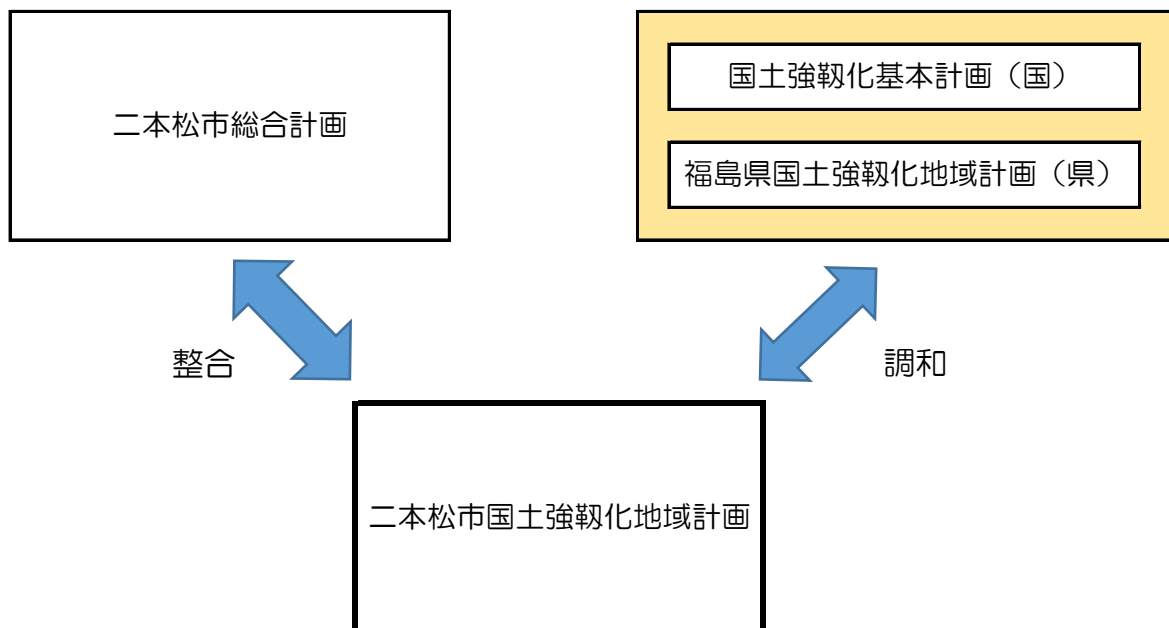 二本松市総合計画
国土強靱化基本計画（国）
福島県国土強靱化地域計画（県）
整合
調和
二本松市国土強靱化地域計画